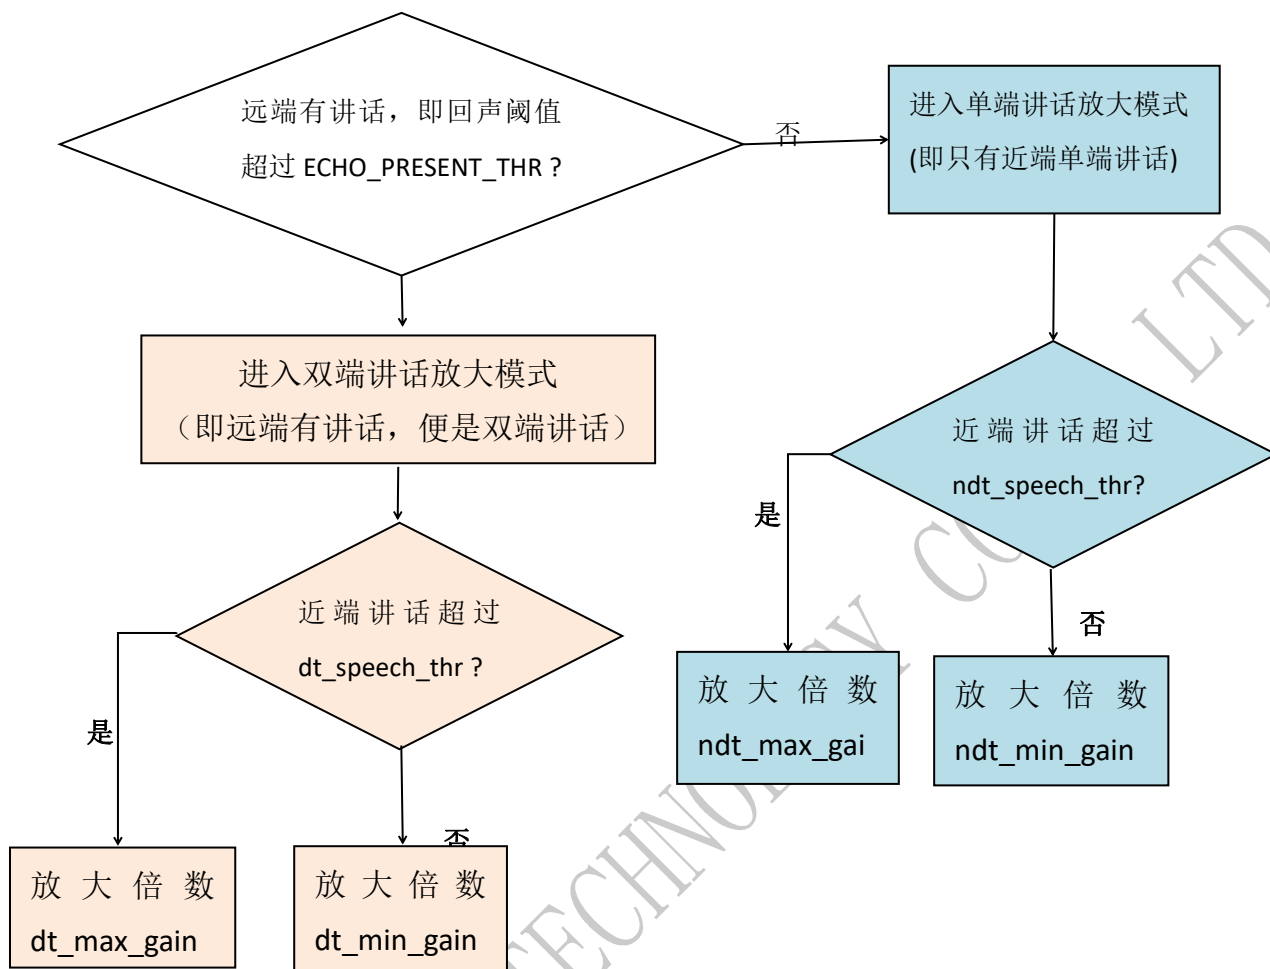 远端有讲话，即回声阈值
超过 ECHO_PRESENT_THR ?
否
进入单端讲话放大模式
(即只有近端单端讲话)
进入双端讲话放大模式
（即远端有讲话，便是双端讲话）
近端讲话超过
ndt_speech_thr?
是
否
近端讲话超过
dt_speech_thr ?
放大倍数
ndt_max_gai
放大倍数
ndt_min_gain
是
否
放大倍数
dt_max_gain
放大倍数
dt_min_gain
TECHNOLOGY CO LTD